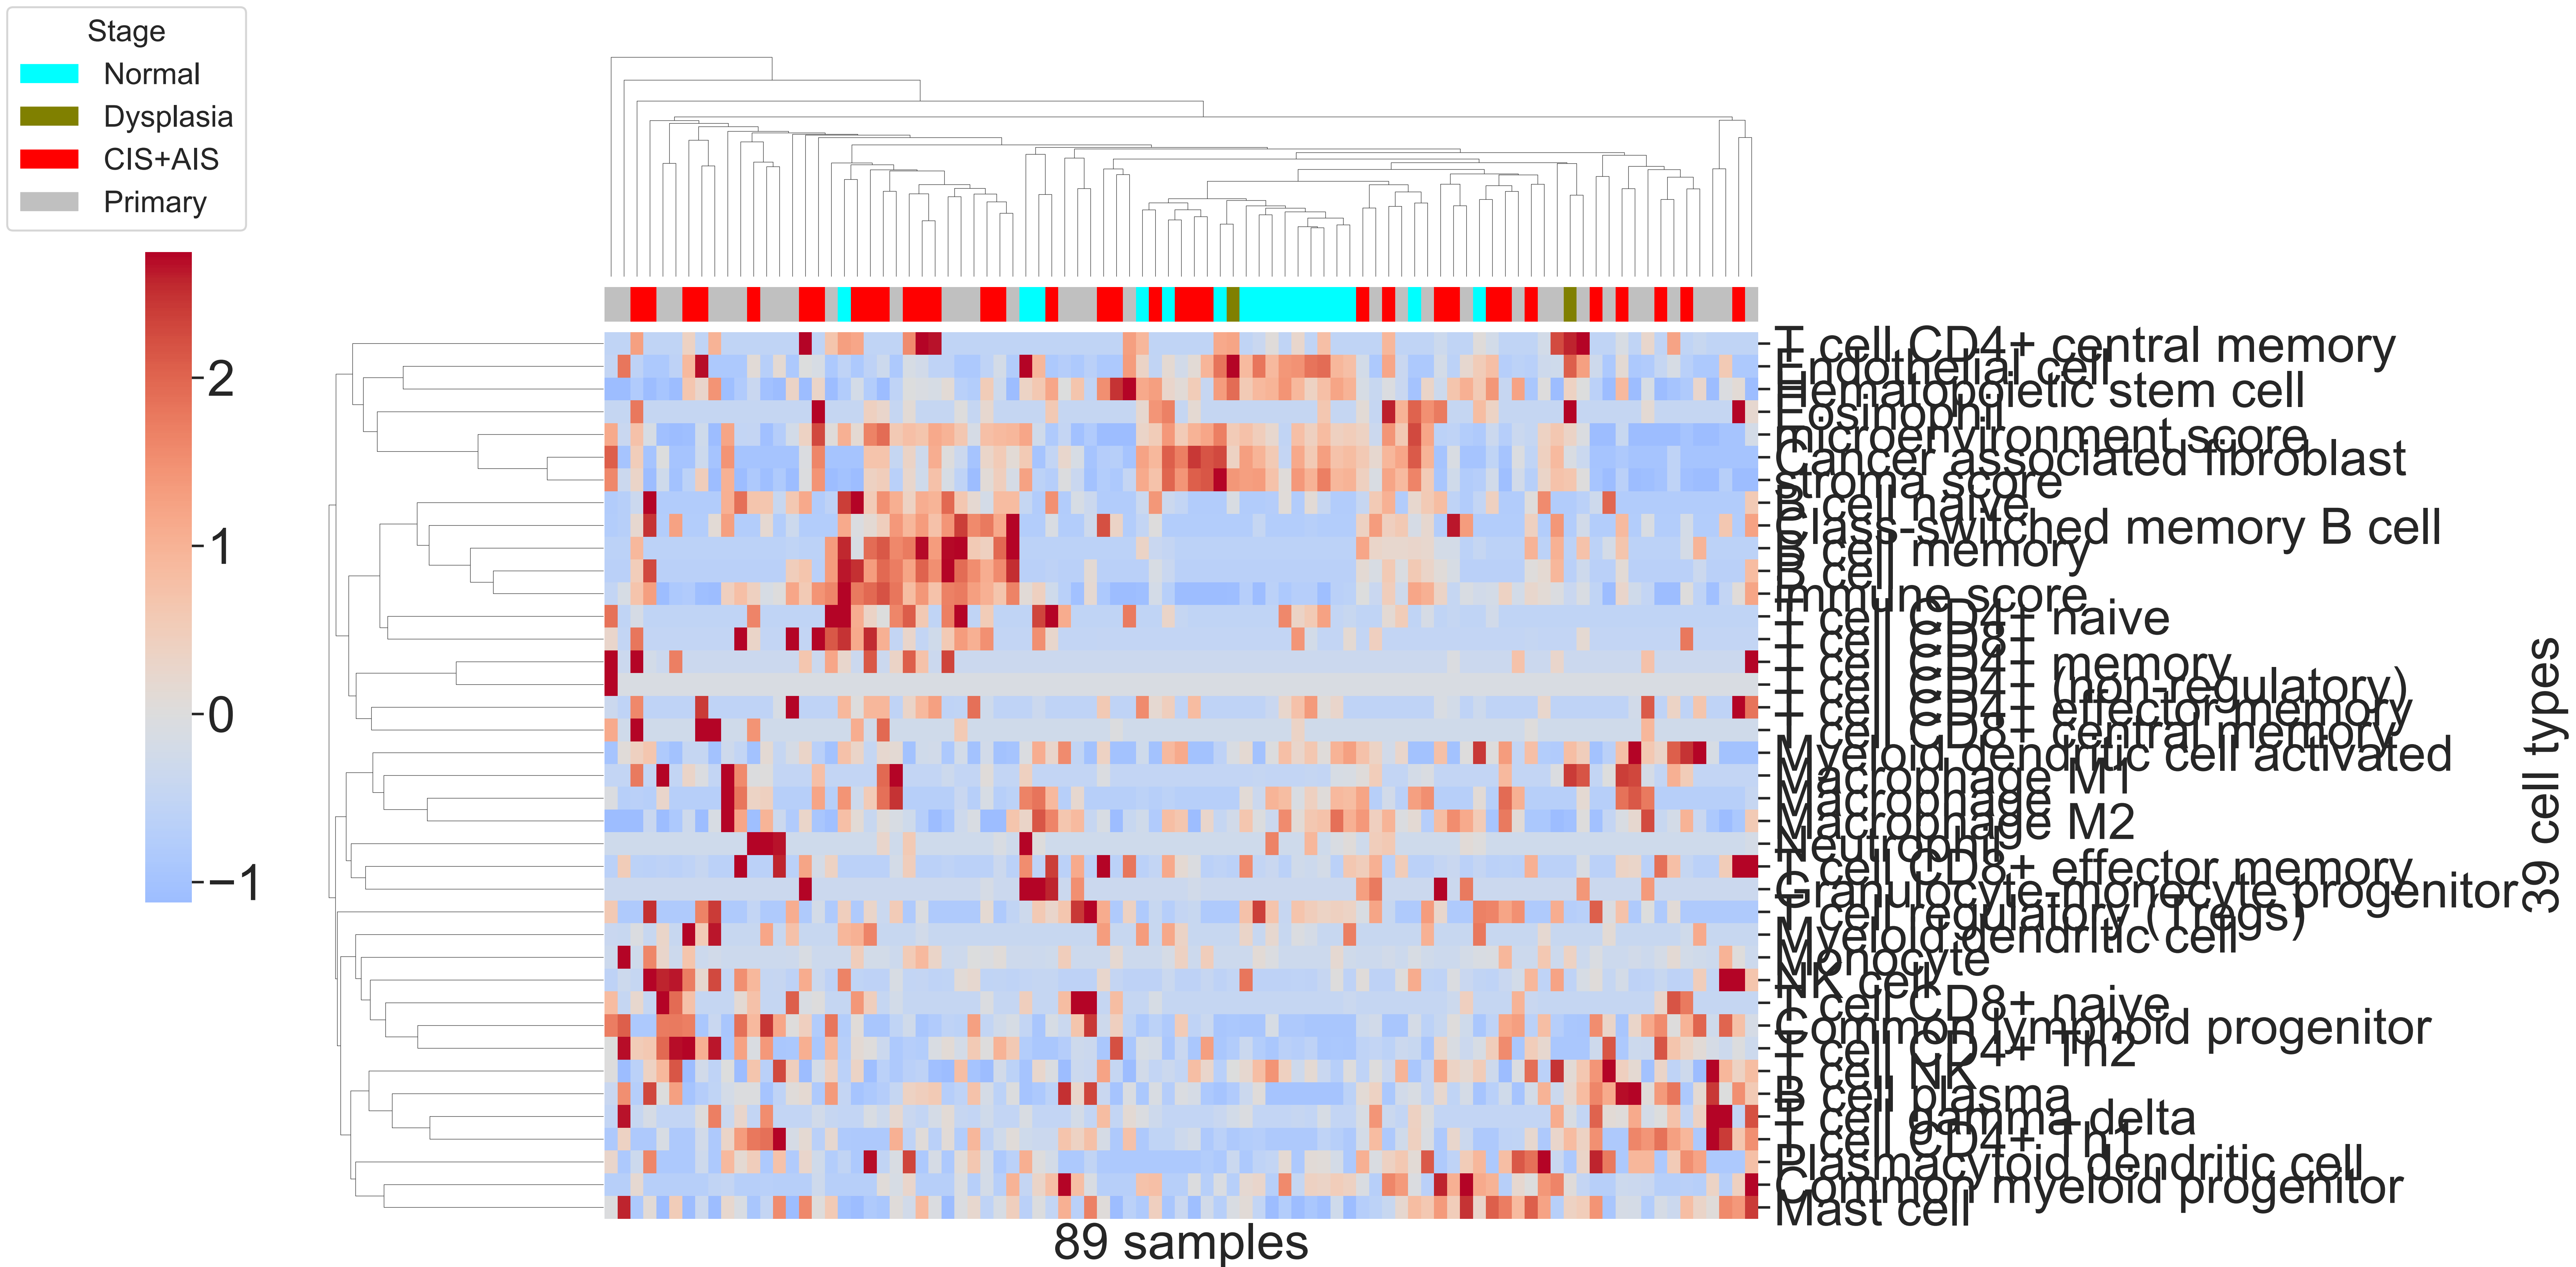 Stage
Normal
Dysplasia
CIS+AIS
Primary
2
1
0
−1
T cell CD4+ central memory
Endothelial cell
Hematopoietic stem cell
Eosinophil
microenvironment score
Cancer associated fibroblast
stroma score
B cell naive
Class-switched memory B cell
B cell memory
B cell
immune score
T cell CD4+ naive
T cell CD8+
T cell CD4+ memory
T cell CD4+ (non-regulatory)
T cell CD4+ effector memory
T cell CD8+ central memory
Myeloid dendritic cell activated
Macrophage M1
Macrophage
Macrophage M2
Neutrophil
T cell CD8+ effector memory
Granulocyte-monocyte progenitor
T cell regulatory (Tregs)
Myeloid dendritic cell
Monocyte
NK cell
T cell CD8+ naive
Common lymphoid progenitor
T cell CD4+ Th2
T cell NK
B cell plasma
T cell gamma delta
T cell CD4+ Th1
Plasmacytoid dendritic cell
Common myeloid progenitor
Mast cell
39 cell types
89 samples